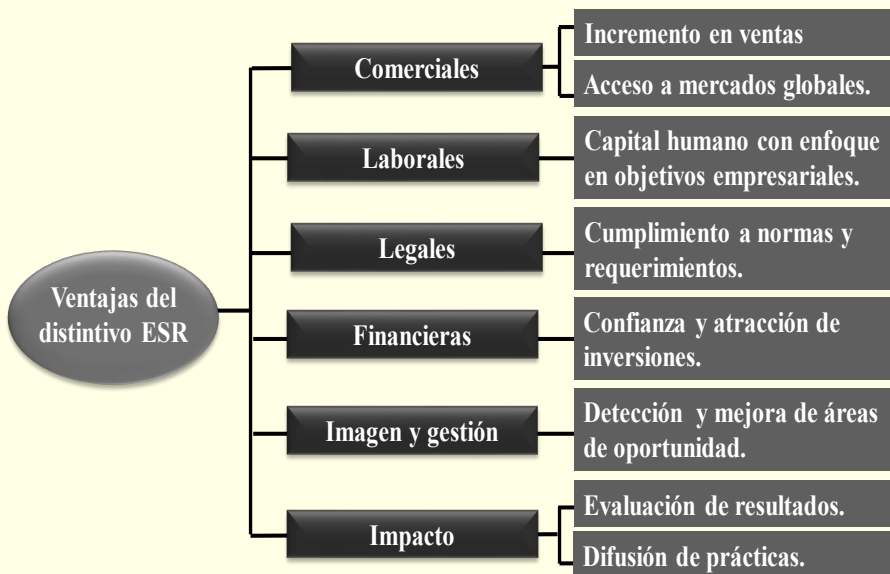 Ventajas del
distintivo ESR
Comerciales
Incremento en ventas
Acceso a mercados globales.
Laborales
Capital humano con enfoque
en objetivos empresariales.
Legales
Cumplimiento a normas y
requerimientos.
Financieras
Confianza y atracción de
inversiones.
Imagen y gestión
Detección y mejora de áreas
de oportunidad.
Impacto
Evaluación de resultados.
Difusión de prácticas.